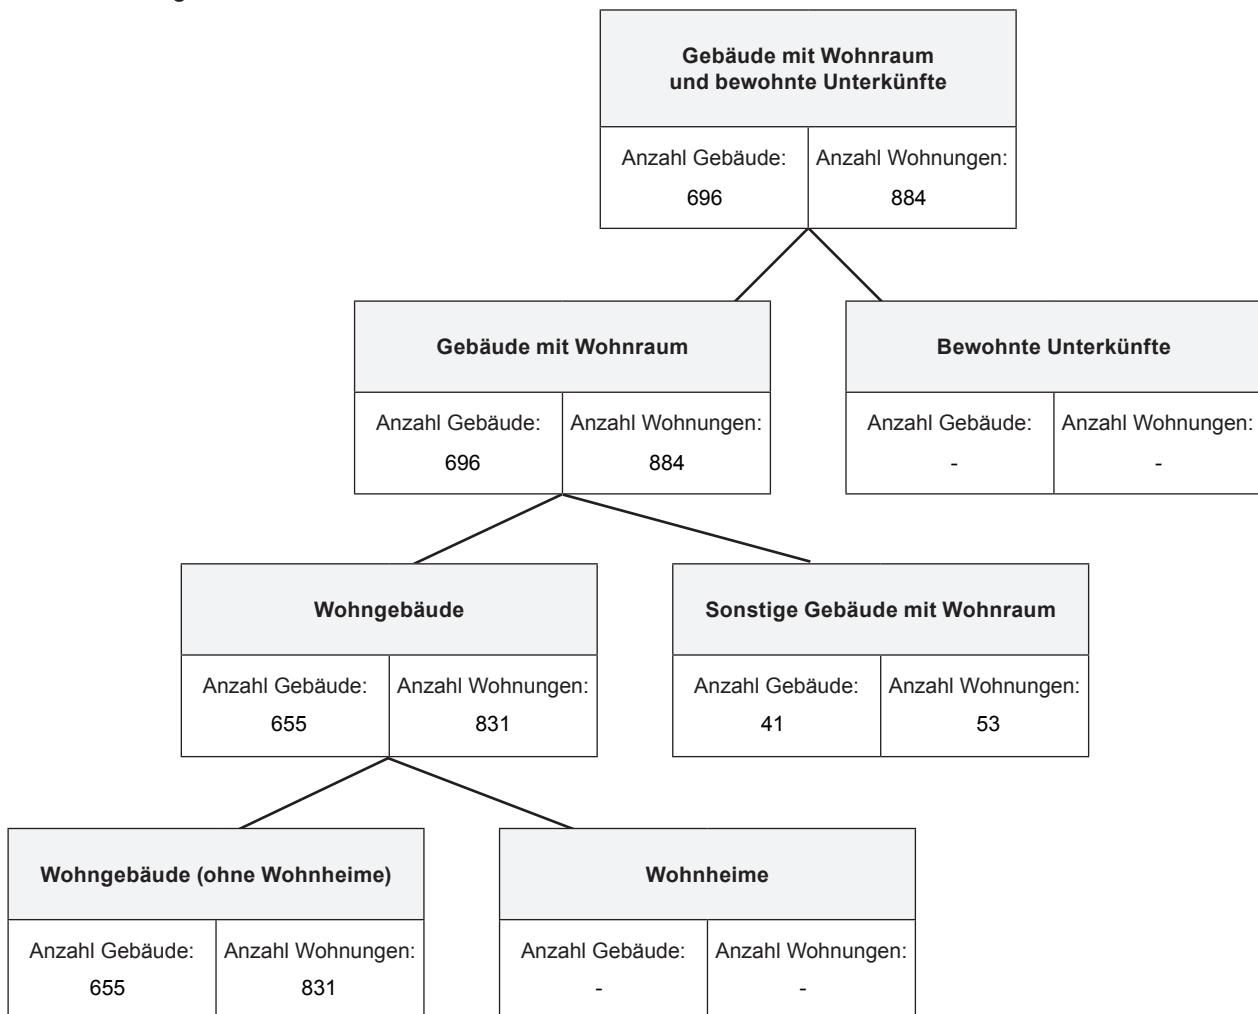 Gebäude mit Wohnraum
und bewohnte Unterkünfte
Anzahl Gebäude: Anzahl Wohnungen:
696 884
Gebäude mit Wohnraum
Anzahl Gebäude: Anzahl Wohnungen:
696 884
Bewohnte Unterkünfte
Anzahl Gebäude: Anzahl Wohnungen:
- -
Wohngebäude
Anzahl Gebäude: Anzahl Wohnungen:
655 831
Sonstige Gebäude mit Wohnraum
Anzahl Gebäude: Anzahl Wohnungen:
41 53
Wohngebäude (ohne Wohnheime)
Anzahl Gebäude: Anzahl Wohnungen:
655 831
Wohnheime
Anzahl Gebäude: Anzahl Wohnungen:
- -